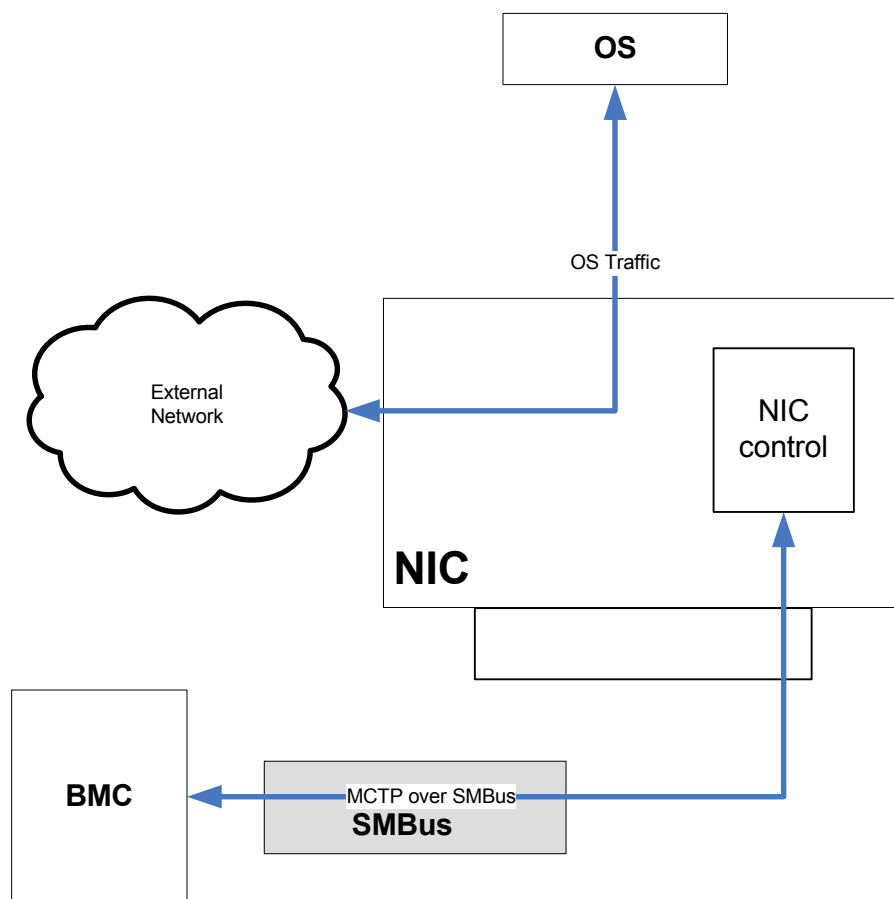 OS
OS Traffic
External
Network
NIC
control
NIC
BMC
MCTP over SMBus
SMBus